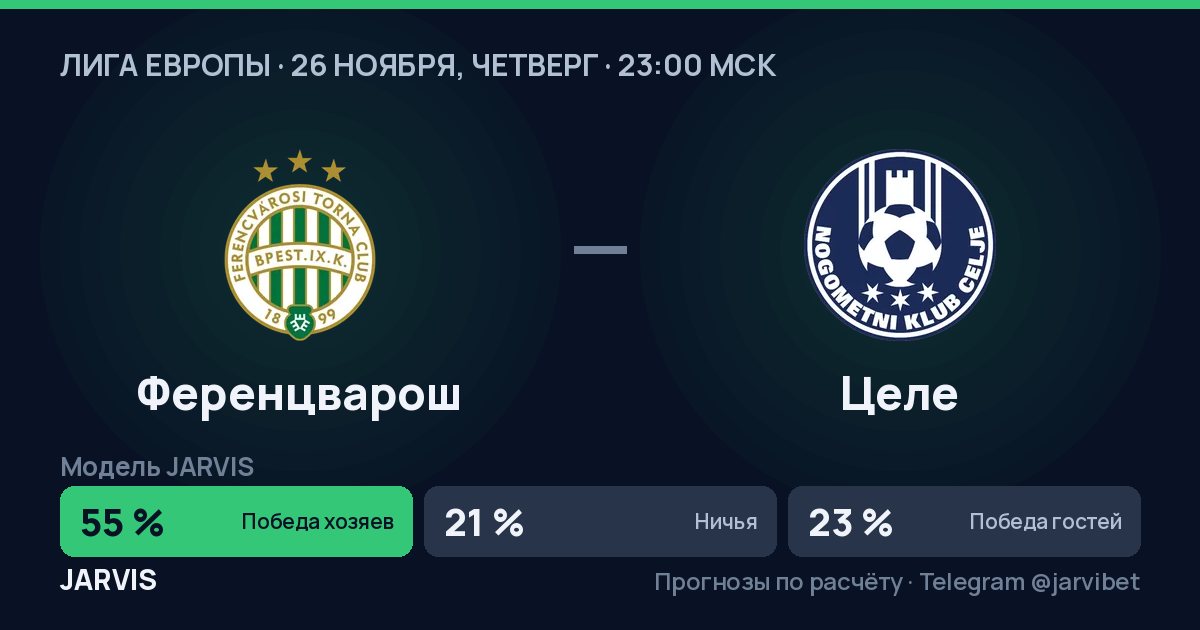 ЛИГА ЕВРОПЫ · 26 НОЯБРЯ, ЧЕТВЕРГ · 23:00 МСК
FERENCVÁROSI TORNA CLUB
BPEST.IX.K.
18 99
NOGOMETNI KLUB CELJE
—
Ференцварош
Целе
Модель JARVIS
55 % Победа хозяев
21 % Ничья
23 % Победа гостей
JARVIS
Прогнозы по расчёту · Telegram @jarvibet